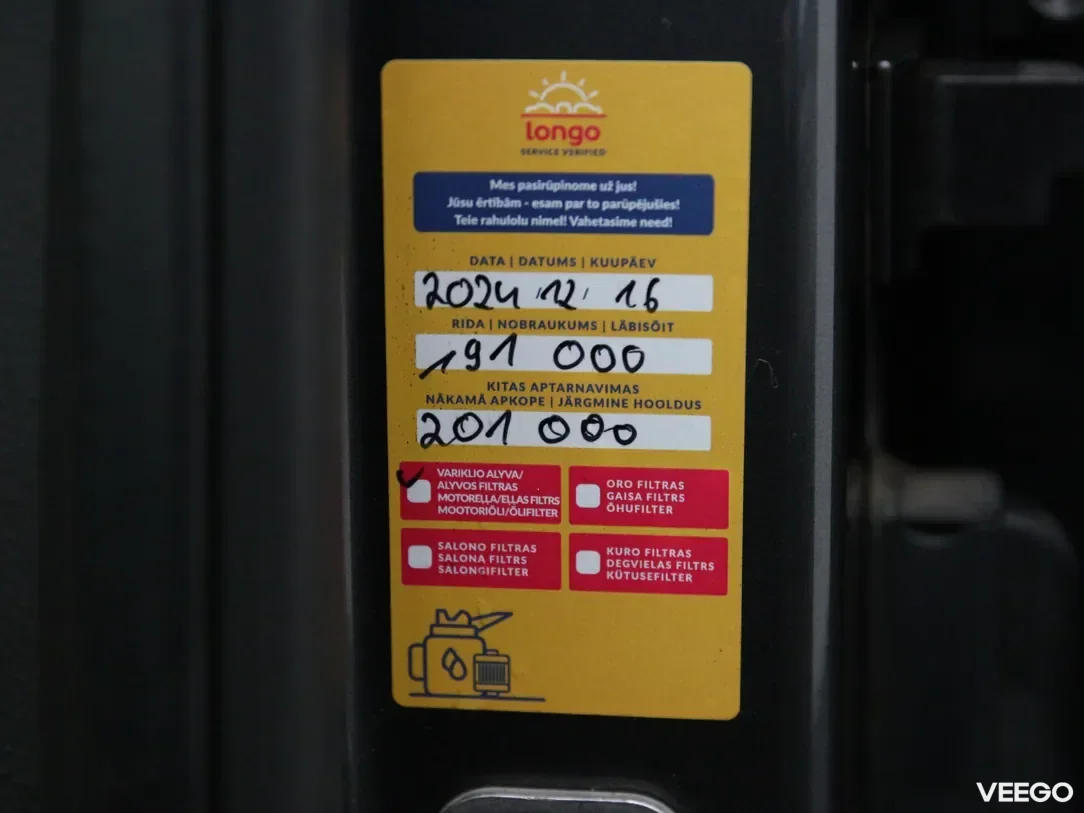 longo
SERVICE VERIFIED
Mes pasirūpinome už jus!
Jūsu ērtībām - esam par to parūpējušies!
Teie rahulolu nimel! Vahetasime need!
DATA | DATUMS | KUUPÄEV
2024 12 16
RIDA | NOBRAUKUMS | LÄBISÕIT
191 000
KITAS APTARNAVIMAS
NĀKAMĀ APKOPE | JÄRGMINE HOOLDUS
201 000
VARIKLIO ALYVA/
ALYVOS FILTRAS
MOTOREĻĻA/EĻĻAS FILTRS
MOOTORIÕLI/ÕLIFILTER
ORO FILTRAS
GAISA FILTRS
ÕHUFILTER
SALONO FILTRAS
SALONA FILTRS
SALONGIFILTER
KURO FILTRAS
DEGVIELAS FILTRS
KÜTUSEFILTER
VEEGO